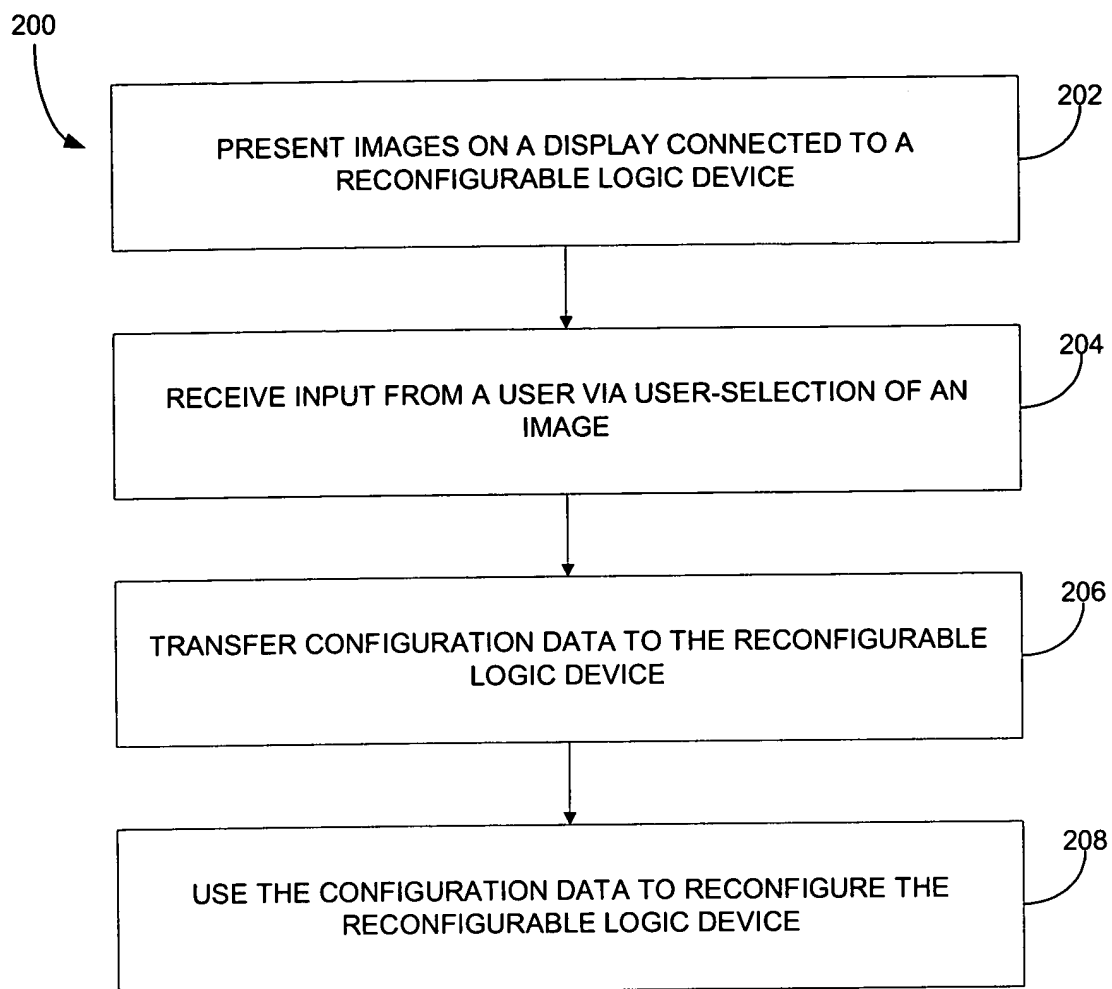 200
202
PRESENT IMAGES ON A DISPLAY CONNECTED TO A
RECONFIGURABLE LOGIC DEVICE
204
RECEIVE INPUT FROM A USER VIA USER-SELECTION OF AN
IMAGE
206
TRANSFER CONFIGURATION DATA TO THE RECONFIGURABLE
LOGIC DEVICE
208
USE THE CONFIGURATION DATA TO RECONFIGURE THE
RECONFIGURABLE LOGIC DEVICE